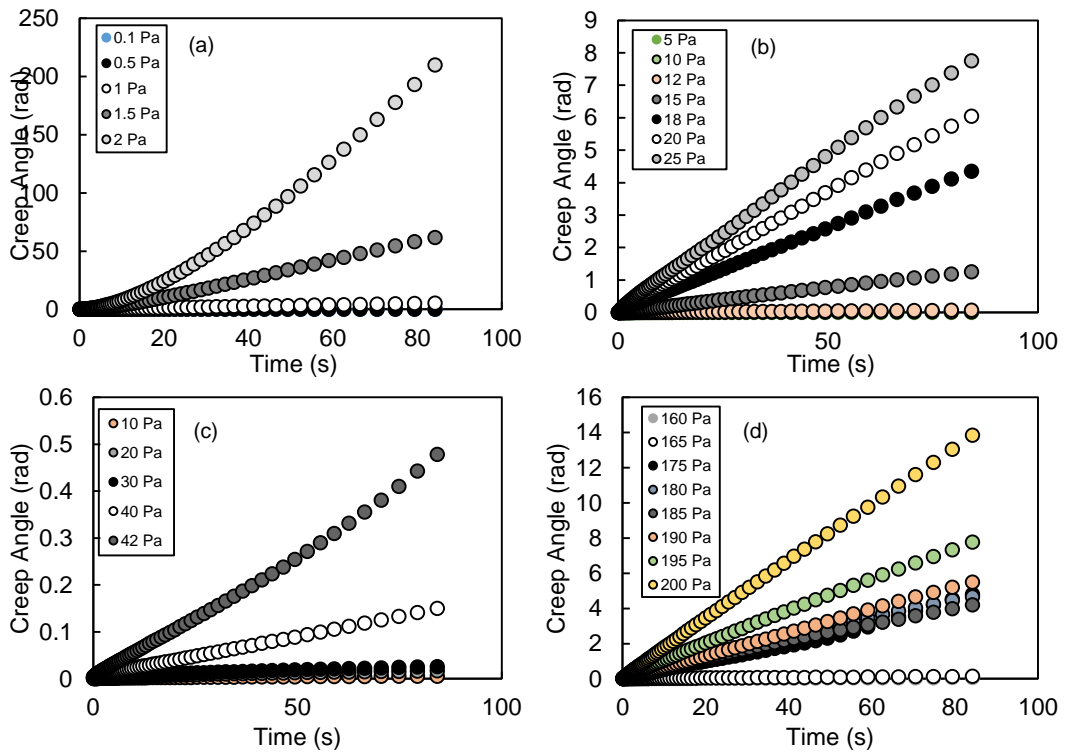 (a)
250
200
150
100
50
0
Creep Angle (rad)
0.1 Pa
0.5 Pa
1 Pa
1.5 Pa
2 Pa
0 20 40 60 80 100
Time (s)
(b)
9
8
7
6
5
4
3
2
1
0
Creep Angle (rad)
5 Pa
10 Pa
12 Pa
15 Pa
18 Pa
20 Pa
25 Pa
0 50 100
Time (s)
(c)
0.6
0.5
0.4
0.3
0.2
0.1
0
Creep Angle (rad)
10 Pa
20 Pa
30 Pa
40 Pa
42 Pa
0 50 100
Time (s)
(d)
16
14
12
10
8
6
4
2
0
Creep Angle (rad)
160 Pa
165 Pa
175 Pa
180 Pa
185 Pa
190 Pa
195 Pa
200 Pa
0 20 40 60 80 100
Time (s)